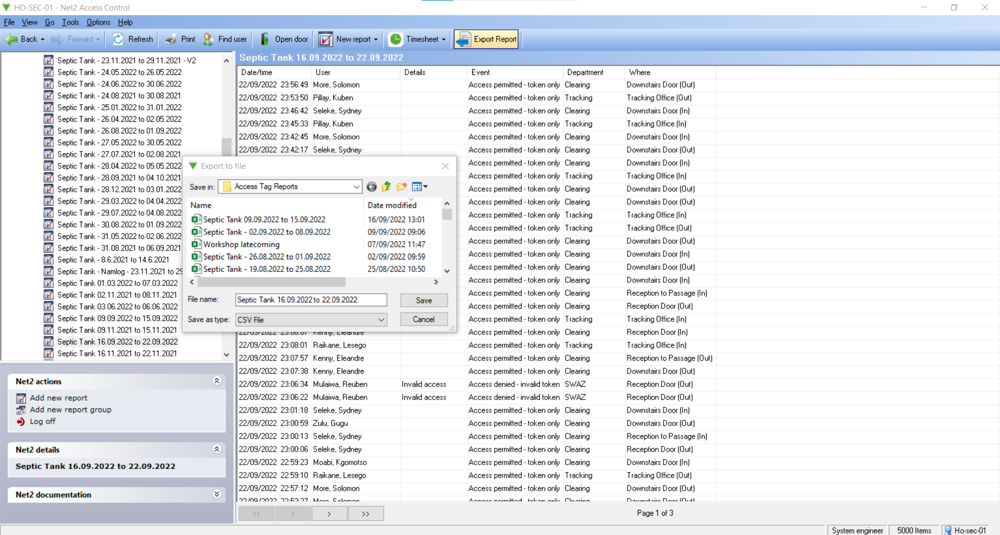 HO-SEC-01 - Net2 Access Control
File View Go Tools Options Help
Back Forward Refresh Print Find user Open door New report Timesheet Export Report
Septic Tank - 23.11.2021 to 29.11.2021 - V2
Septic Tank - 24.05.2022 to 26.05.2022
Septic Tank - 24.06.2022 to 30.06.2022
Septic Tank - 24.08.2021 to 30.08.2021
Septic Tank - 25.01.2022 to 31.01.2022
Septic Tank - 26.04.2022 to 02.05.2022
Septic Tank - 26.08.2022 to 01.09.2022
Septic Tank - 27.05.2022 to 30.05.2022
Septic Tank - 27.07.2021 to 02.08.2021
Septic Tank - 28.04.2022 to 05.05.2022
Septic Tank - 28.09.2021 to 04.10.2021
Septic Tank - 28.12.2021 to 03.01.2022
Septic Tank - 29.03.2022 to 04.04.2022
Septic Tank - 29.07.2022 to 04.08.2022
Septic Tank - 30.08.2022 to 01.09.2022
Septic Tank - 31.05.2022 to 02.06.2022
Septic Tank - 31.08.2021 to 06.09.2021
Septic Tank - 8.6.2021 to 14.6.2021
Septic Tank - Namlog - 23.11.2021 to 29
Septic Tank 01.03.2022 to 07.03.2022
Septic Tank 02.11.2021 to 08.11.2021
Septic Tank 03.06.2022 to 06.06.2022
Septic Tank 09.09.2022 to 15.09.2022
Septic Tank 09.11.2021 to 15.11.2021
Septic Tank 16.09.2022 to 22.09.2022
Septic Tank 16.11.2021 to 22.11.2021
Net2 actions
Add new report
Add new report group
Log off
Net2 details
Septic Tank 16.09.2022 to 22.09.2022
Net2 documentation
Septic Tank 16.09.2022 to 22.09.2022
Date/time User Details Event Department Where
22/09/2022 23:56:49 More, Solomon Access permitted - token only Clearing Downstairs Door (Out)
22/09/2022 23:53:50 Pillay, Kuben Access permitted - token only Tracking Tracking Office (Out)
22/09/2022 23:46:42 Seleke, Sydney Access permitted - token only Clearing Downstairs Door (In)
22/09/2022 23:45:33 Pillay, Kuben Access permitted - token only Tracking Tracking Office (In)
22/09/2022 23:42:45 More, Solomon Access permitted - token only Clearing Downstairs Door (In)
22/09/2022 23:42:17 Seleke, Sydney Access permitted - token only Clearing Downstairs Door (Out)
Access permitted - token only Clearing Downstairs Door (In)
Access permitted - token only Tracking Tracking Office (In)
Access permitted - token only Clearing Downstairs Door (In)
Access permitted - token only Clearing Downstairs Door (Out)
Access permitted - token only Tracking Tracking Office (In)
Access permitted - token only Tracking Tracking Office (Out)
Access permitted - token only Clearing Downstairs Door (Out)
Access permitted - token only Clearing Downstairs Door (In)
Access permitted - token only Clearing Downstairs Door (Out)
Access permitted - token only Clearing Downstairs Door (In)
Access permitted - token only Clearing Reception to Passage (In)
Access permitted - token only Clearing Reception Door (Out)
Access permitted - token only Tracking Tracking Office (In)
22/09/2022 Kenny, Eleandre Access permitted - token only Clearing Reception Door (In)
22/09/2022 23:08:01 Raikane, Lesego Access permitted - token only Tracking Tracking Office (In)
22/09/2022 23:07:57 Kenny, Eleandre Access permitted - token only Clearing Reception to Passage (Out)
22/09/2022 23:07:38 Kenny, Eleandre Access permitted - token only Clearing Downstairs Door (Out)
22/09/2022 23:06:34 Mulaiwa, Reuben Invalid access Access denied - invalid token SWAZ Reception Door (Out)
22/09/2022 23:06:22 Mulaiwa, Reuben Invalid access Access denied - invalid token SWAZ Reception Door (Out)
22/09/2022 23:01:18 Seleke, Sydney Access permitted - token only Clearing Downstairs Door (In)
22/09/2022 23:00:59 Zulu, Gugu Access permitted - token only Clearing Downstairs Door (Out)
22/09/2022 23:00:13 Seleke, Sydney Access permitted - token only Clearing Reception to Passage (In)
22/09/2022 23:00:06 Seleke, Sydney Access permitted - token only Clearing Reception Door (Out)
22/09/2022 22:59:23 Moabi, Kgomotso Access permitted - token only Clearing Downstairs Door (In)
22/09/2022 22:59:10 Raikane, Lesego Access permitted - token only Tracking Tracking Office (Out)
22/09/2022 22:57:12 More, Solomon Access permitted - token only Clearing Downstairs Door (Out)
22/09/2022 22:52:27 More, Solomon Access permitted - token only Clearing Downstairs Door (Out)
<< < > >> Page 1 of 3
System engineer 5000 Items Ho-sec-01
Export to file
Save in: Access Tag Reports
Name Date modified
Septic Tank 09.09.2022 to 15.09.2022 16/09/2022 13:01
Septic Tank - 02.09.2022 to 08.09.2022 09/09/2022 09:06
Workshop latecoming 07/09/2022 11:47
Septic Tank - 26.08.2022 to 01.09.2022 02/09/2022 09:59
Septic Tank - 19.08.2022 to 25.08.2022 25/08/2022 10:50
File name: Septic Tank 16.09.2022 to 22.09.2022 Save
Save as type: CSV File Cancel